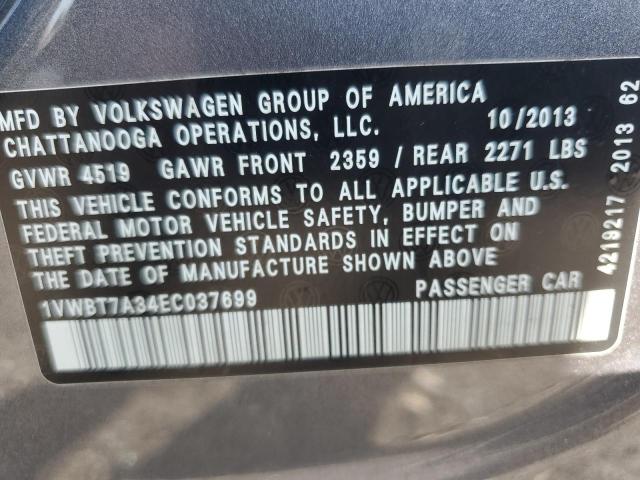 MFD BY VOLKSWAGEN GROUP OF AMERICA
CHATTANOOGA OPERATIONS, LLC. 10/2013
GVWR 4519 GAWR FRONT 2359 / REAR 2271 LBS
THIS VEHICLE CONFORMS TO ALL APPLICABLE U.S.
FEDERAL MOTOR VEHICLE SAFETY, BUMPER AND
THEFT PREVENTION STANDARDS IN EFFECT ON
THE DATE OF MANUFACTURE SHOWN ABOVE
1VWBT7A34EC037699 PASSENGER CAR
4219217 2013 62